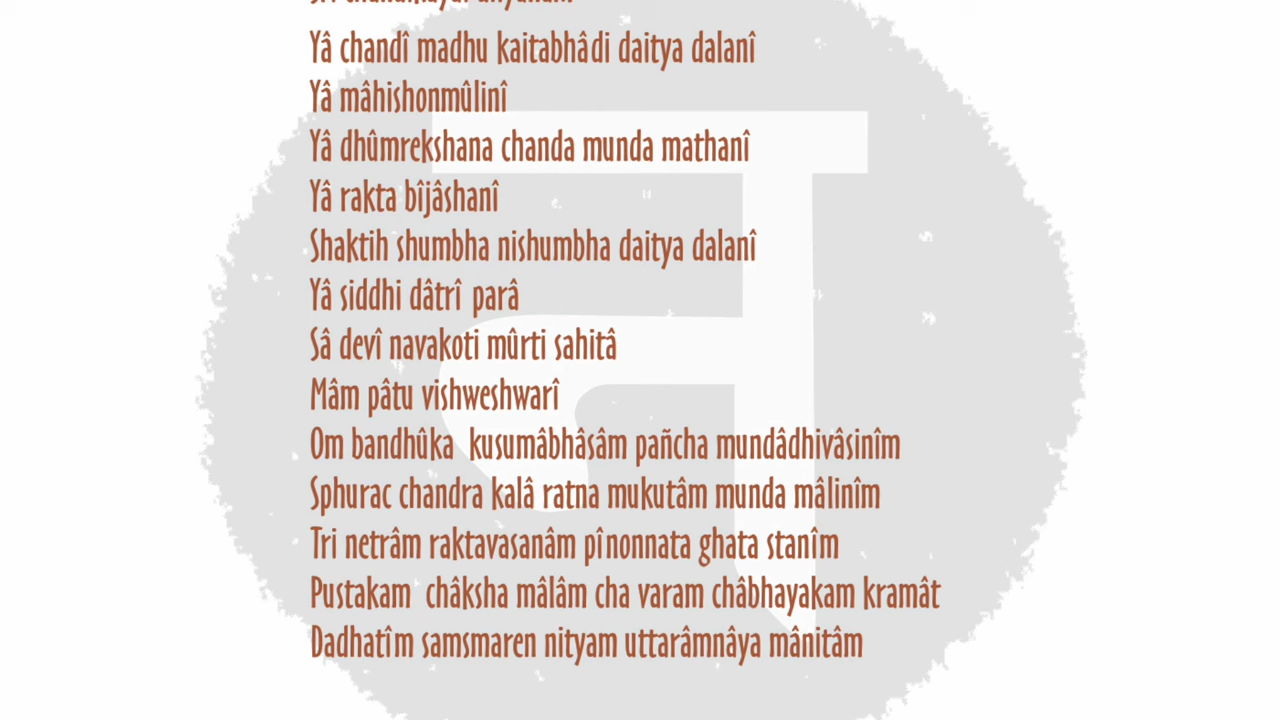 Yâ chandî madhu kaitabhâdi daitya dalanî
Yâ mâhishonmûlinî
Yâ dhûmrekshana chanda munda mathanî
Yâ rakta bîjâshanî
Shaktih shumbha nishumbha daitya dalanî
Yâ siddhi dâtrî parâ
Sâ devî navakoti mûrti sahitâ
Mâm pâtu vishweshwarî
Om bandhûka kusumâbhâsâm pañcha mundâdhivâsinîm
Sphurac chandra kalâ ratna mukutâm munda mâlinîm
Tri netrâm raktavasanâm pînonnata ghata stanîm
Pustakam châksha mâlâm cha varam châbhayakam kramât
Dadhatîm samsmaren nityam uttarâmnâya mânitâm